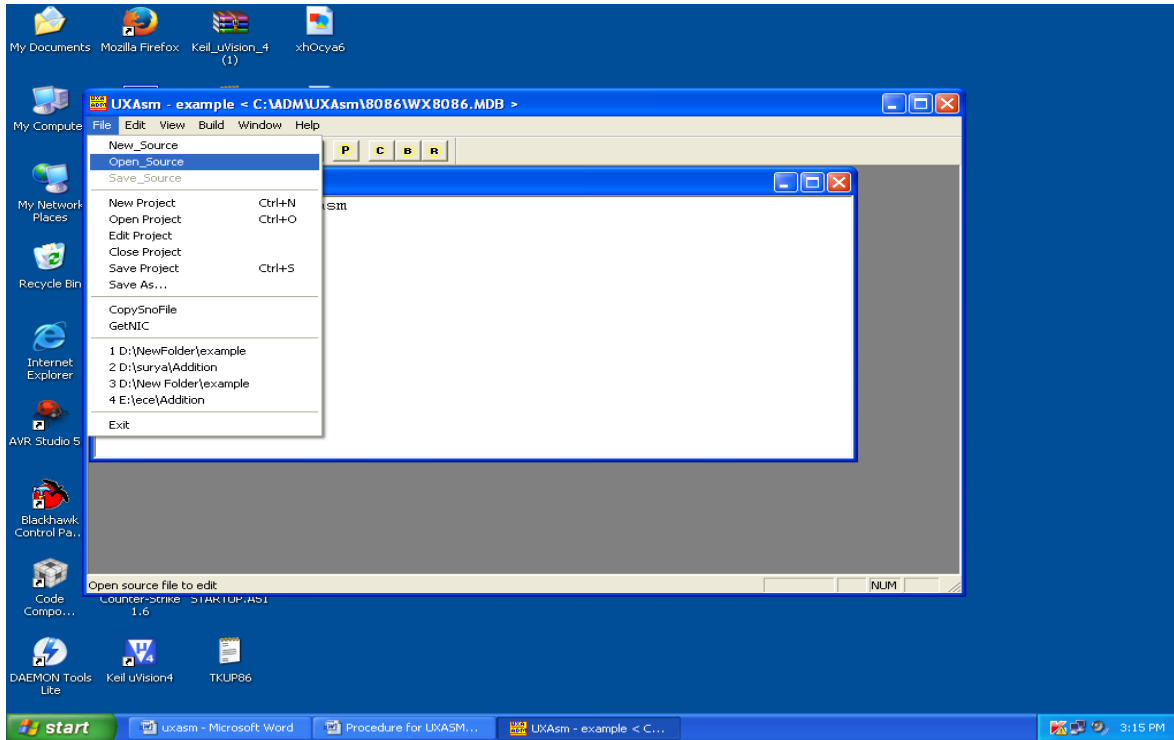 My Documents
Mozilla Firefox
Keil_uVision_4
(1)
xhOcya6
My Compute
My Network
Places
Recycle Bin
Internet
Explorer
AVR Studio 5
Blackhawk
Control Pa..
Code
Compo...
Counter-Strike
1.6
STARTUP.A51
DAEMON Tools
Lite
Keil uVision4
TKUP86
UXAsm - example < C:\ADM\UXAsm\8086\WX8086.MDB >
File Edit View Build Window Help
P C B R
New_Source
Open_Source
Save_Source
New Project Ctrl+N
Open Project Ctrl+O
Edit Project
Close Project
Save Project Ctrl+S
Save As...
CopySnoFile
GetNIC
1 D:\NewFolder\example
2 D:\surya\Addition
3 D:\New Folder\example
4 E:\ece\Addition
Exit
asm
Open source file to edit
NUM
start
uxasm - Microsoft Word
Procedure for UXASM...
UXAsm - example < C...
3:15 PM